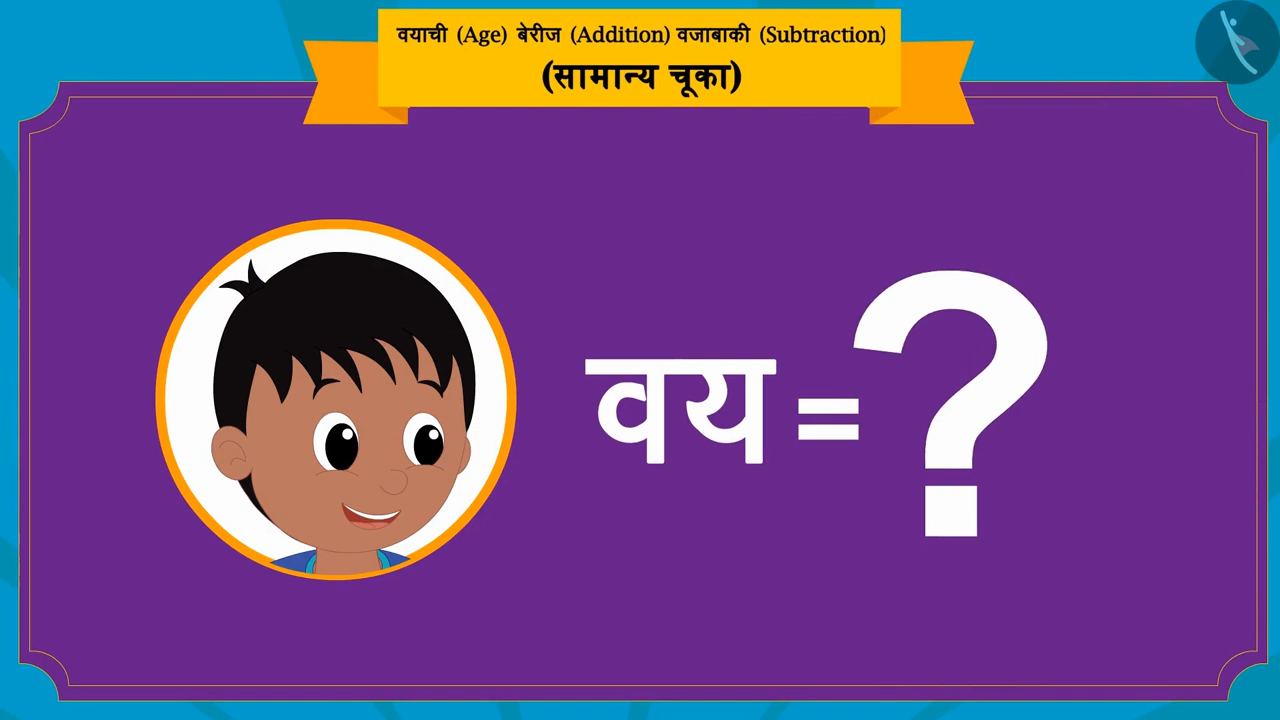 वयाची (Age) बेरीज (Addition) वजाबाकी (Subtraction)
(सामान्य चूका)
वय = ?